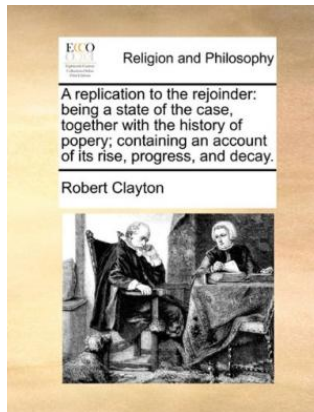 ECCO
Religion and Philosophy
A replication to the rejoinder:
being a state of the case,
together with the history of
popery; containing an account
of its rise, progress, and decay.
Robert Clayton